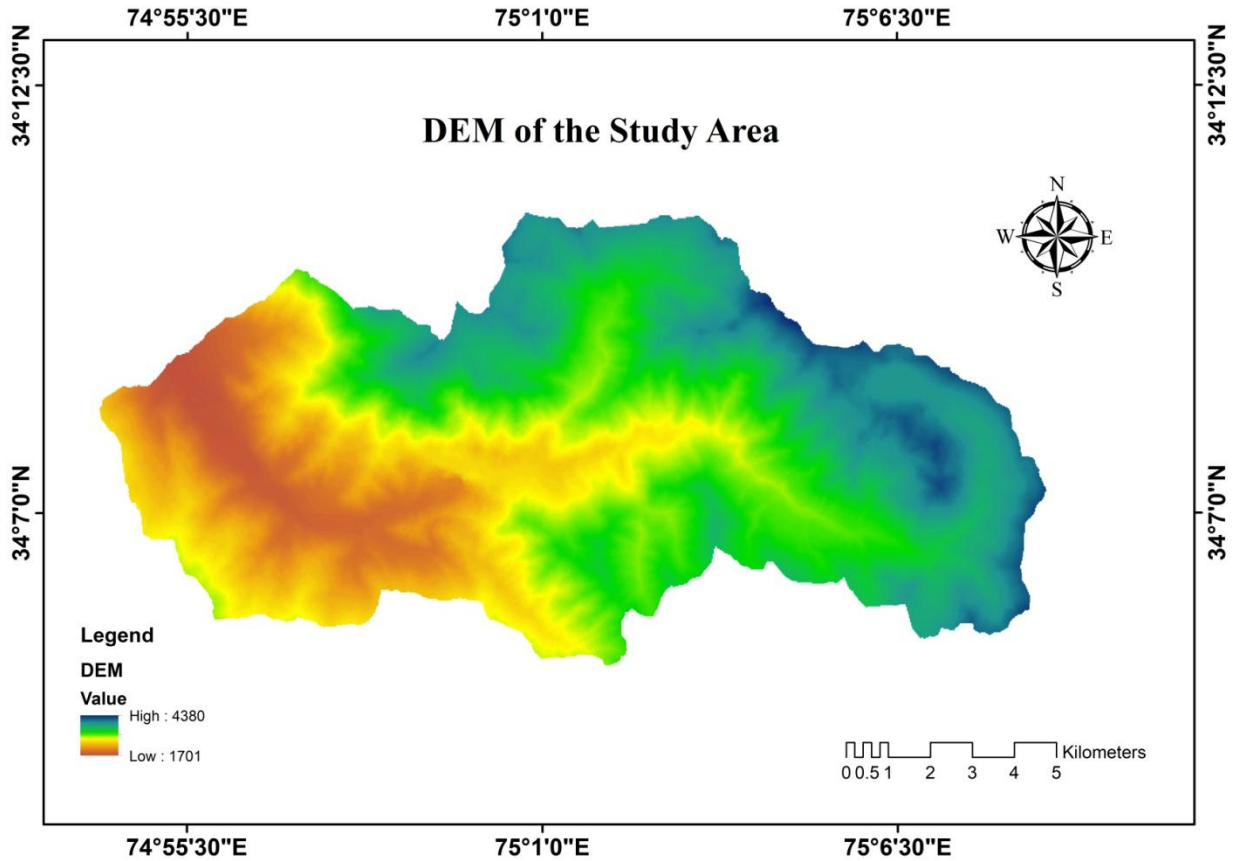 74°55'30"E 75°1'0"E 75°6'30"E
34°12'30"N 34°12'30"N
DEM of the Study Area
N
W E
S
34°7'0"N 34°7'0"N
Legend
DEM
Value
High : 4380
Low : 1701
Kilometers
0 0.5 1 2 3 4 5
74°55'30"E 75°1'0"E 75°6'30"E